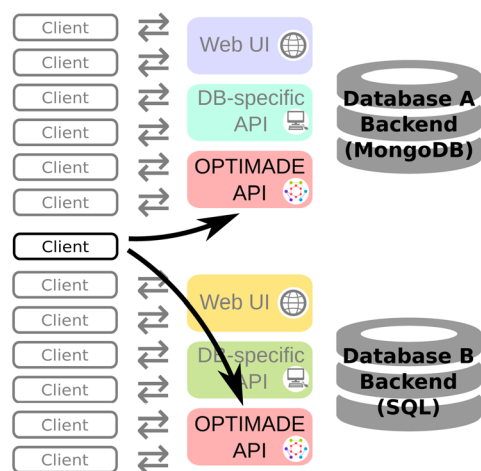 Client
Client
Client
Client
Client
Client
Client
Client
Client
Client
Client
Client
Client
Web UI
DB-specific
API
OPTIMADE
API
Database A
Backend
(MongoDB)
Web UI
DB-specific
API
OPTIMADE
API
Database B
Backend
(SQL)